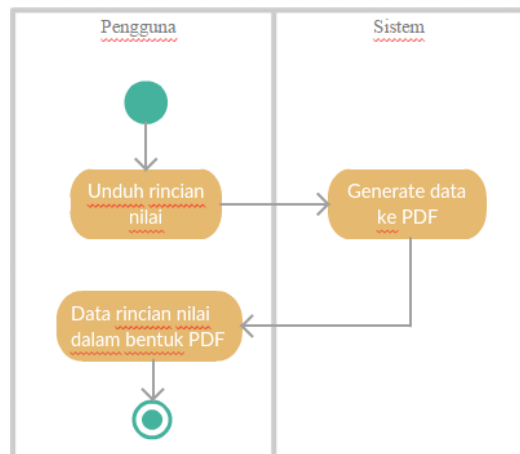 Pengguna
Sistem
Unduh rincian
nilai
Generate data
ke PDF
Data rincian nilai
dalam bentuk PDF